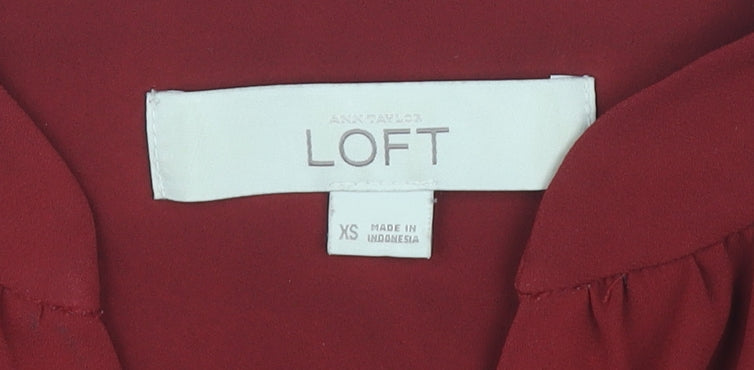 ANN TAYLOR
LOFT
XS
MADE IN
INDONESIA